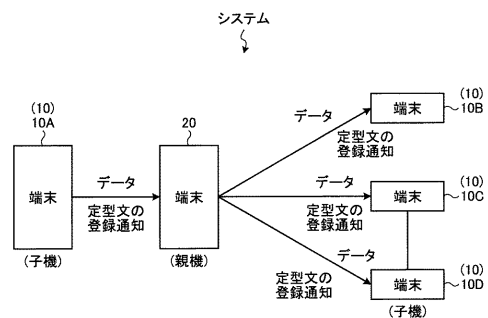 システム
(10)
10A
端末
(子機)
データ
定型文の
登録通知
20
端末
(親機)
データ
定型文の
登録通知
端末
(10)
10B
データ
定型文の
登録通知
端末
(10)
10C
データ
定型文の
登録通知
端末
(10)
10D
(子機)